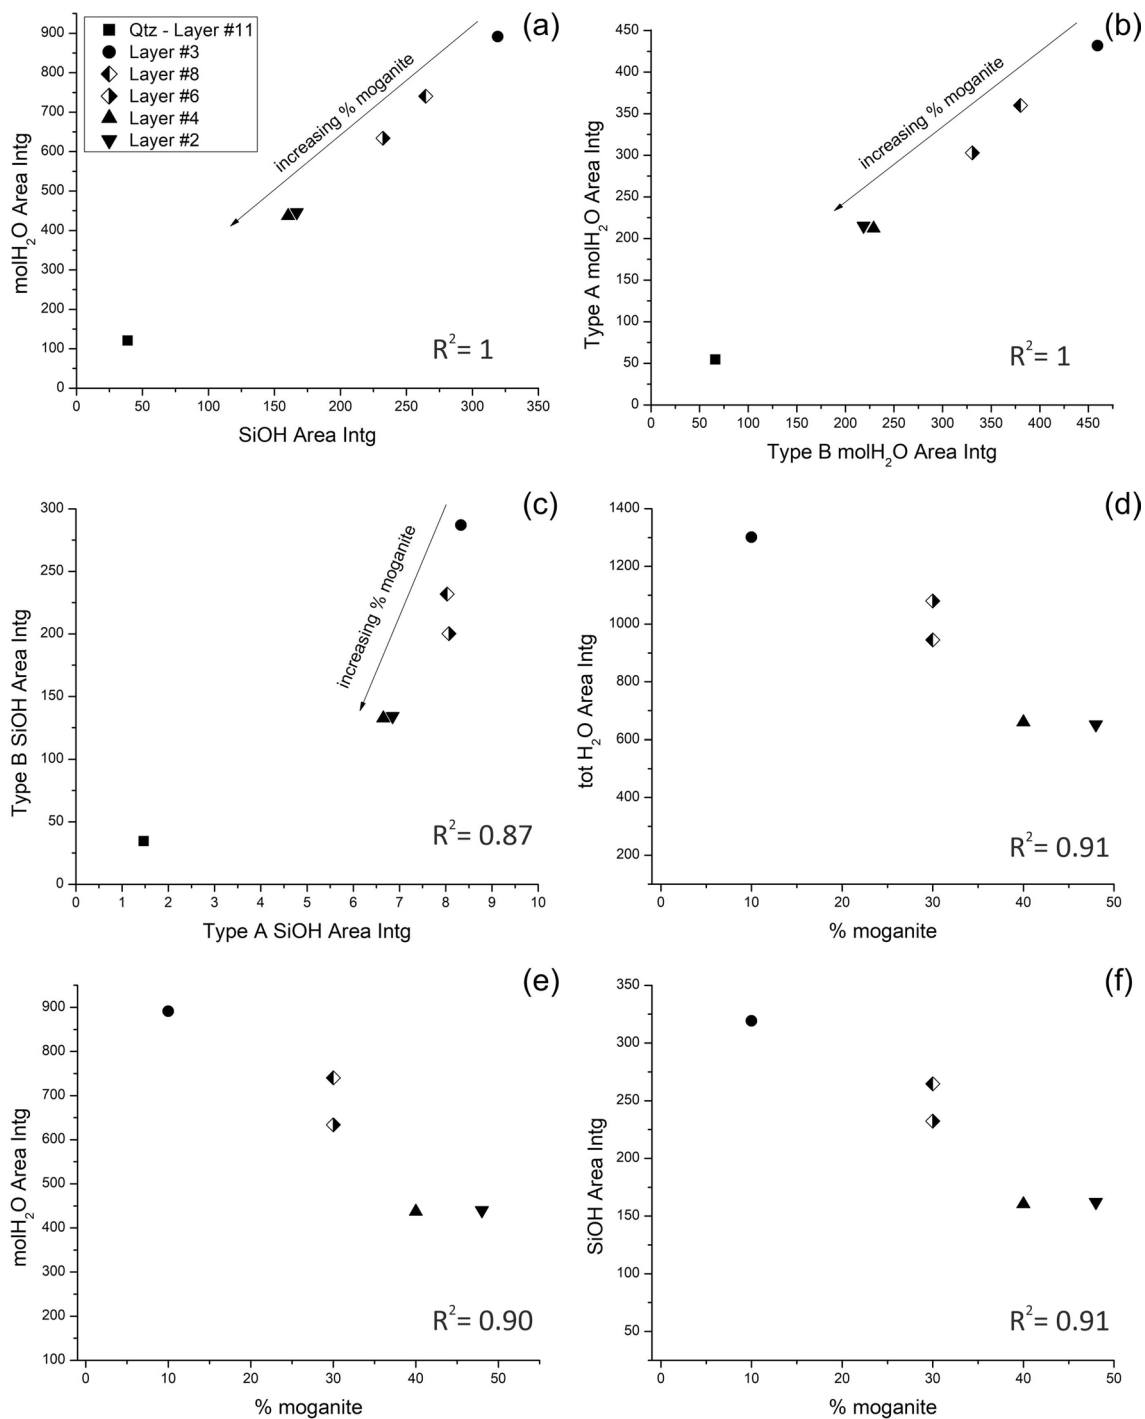 (a)
Qtz - Layer #11
Layer #3
Layer #8
Layer #6
Layer #4
Layer #2
increasing % moganite
molH2O Area Intg
900
800
700
600
500
400
300
200
100
0
R2= 1
0 50 100 150 200 250 300 350
SiOH Area Intg
(b)
increasing % moganite
Type A molH2O Area Intg
450
400
350
300
250
200
150
100
50
0
R2= 1
0 50 100 150 200 250 300 350 400 450
Type B molH2O Area Intg
(c)
increasing % moganite
Type B SiOH Area Intg
300
250
200
150
100
50
0
R2= 0.87
0 1 2 3 4 5 6 7 8 9 10
Type A SiOH Area Intg
(d)
tot H2O Area Intg
1400
1200
1000
800
600
400
200
R2= 0.91
0 10 20 30 40 50
% moganite
(e)
molH2O Area Intg
900
800
700
600
500
400
300
200
100
R2= 0.90
0 10 20 30 40 50
% moganite
(f)
SiOH Area Intg
350
300
250
200
150
100
50
R2= 0.91
0 10 20 30 40 50
% moganite